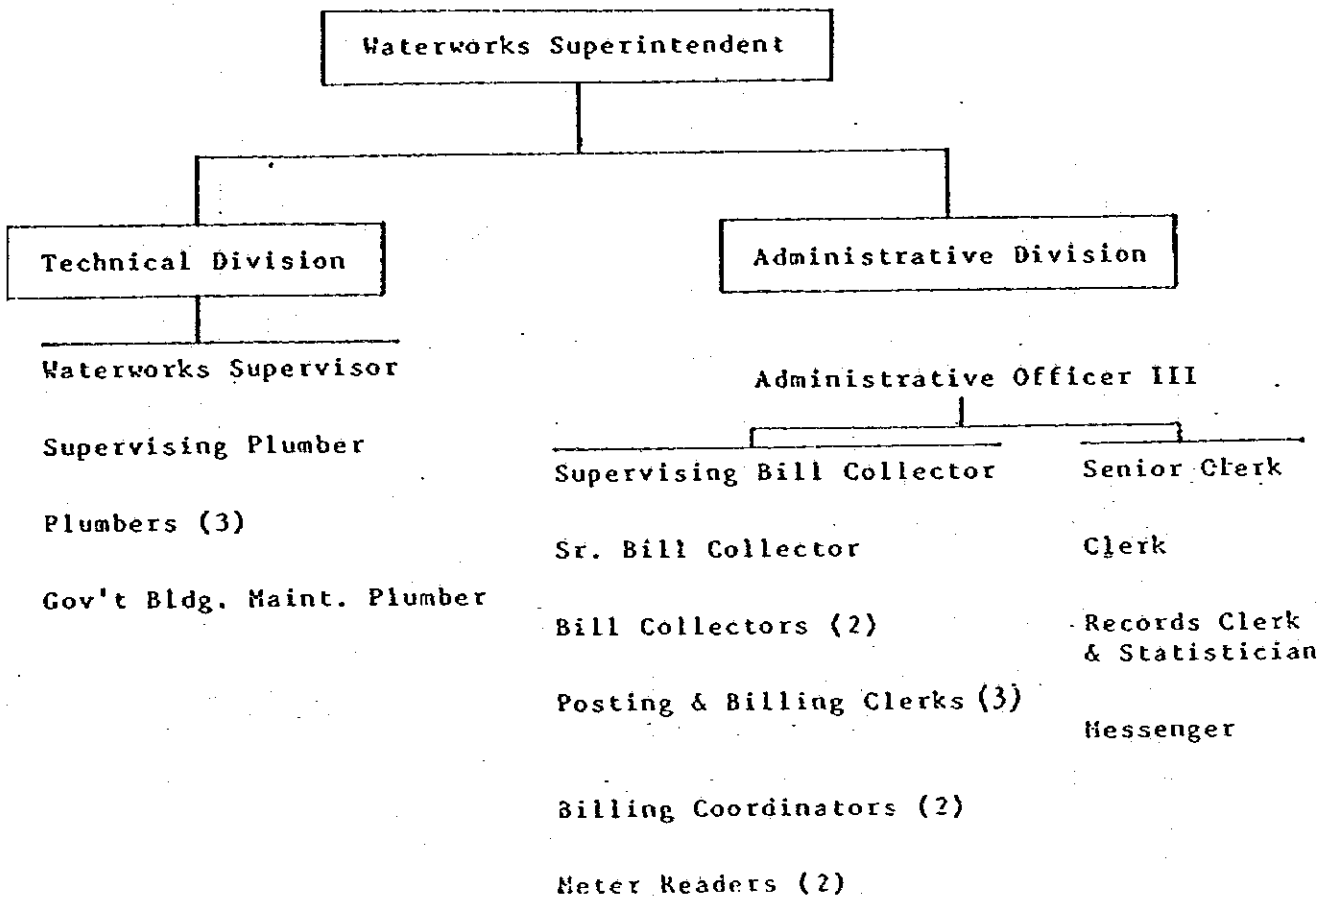 Waterworks Superintendent
Technical Division
Administrative Division
Waterworks Supervisor
Supervising Plumber
Plumbers (3)
Gov't Bldg. Maint. Plumber
Administrative Officer III
Supervising Bill Collector
Sr. Bill Collector
Bill Collectors (2)
Posting & Billing Clerks (3)
Billing Coordinators (2)
Meter Readers (2)
Senior Clerk
Clerk
Records Clerk
& Statistician
Messenger